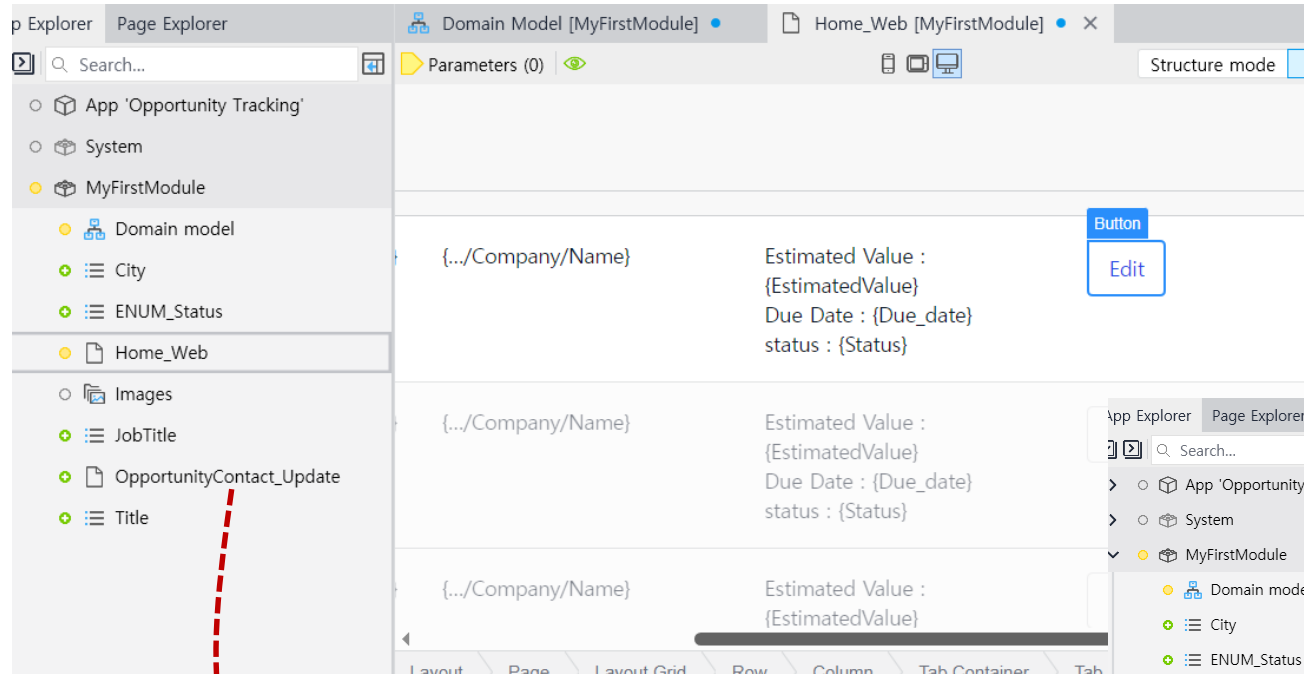 p Explorer
Page Explorer
Domain Model [MyFirstModule]
Home_Web [MyFirstModule]
Search...
Parameters (0)
Structure mode
App 'Opportunity Tracking'
System
MyFirstModule
Domain model
City
ENUM_Status
Home_Web
Images
JobTitle
OpportunityContact_Update
Title
Button
{.../Company/Name}
Estimated Value :
{EstimatedValue}
Due Date : {Due_date}
status : {Status}
Edit
{.../Company/Name}
Estimated Value :
{EstimatedValue}
Due Date : {Due_date}
status : {Status}
{.../Company/Name}
Estimated Value :
{EstimatedValue}
Layout
Page
Layout Grid
Row
Column
Tab Container
Tab
App Explorer
Page Explorer
Search...
App 'Opportunity
System
MyFirstModule
Domain mode
City
ENUM_Status